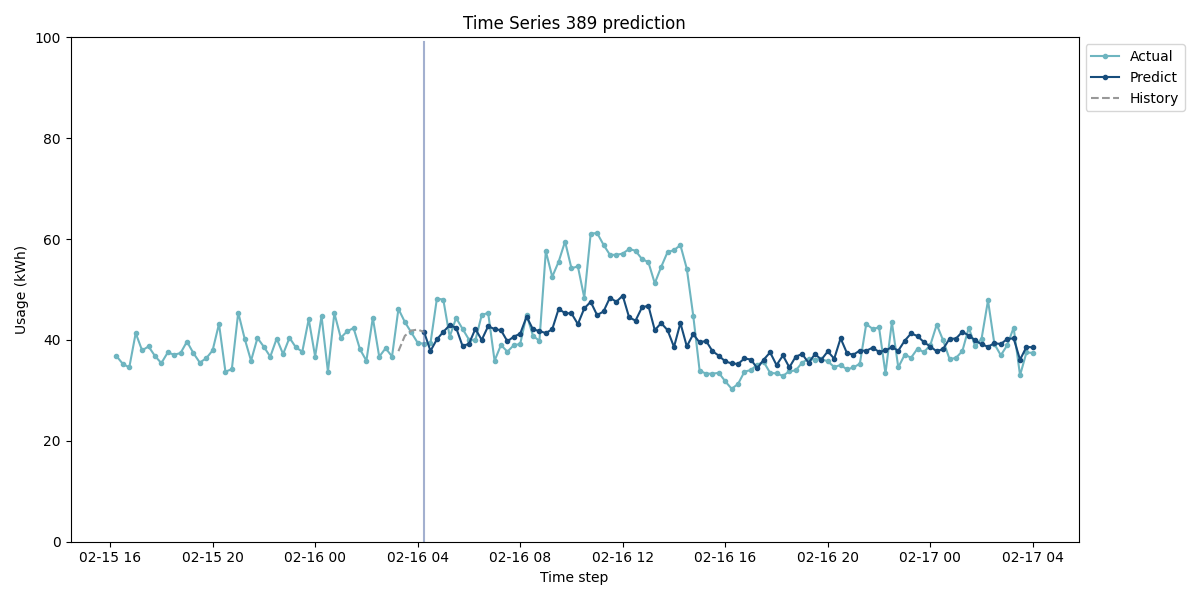 Time Series 389 prediction
Usage (kWh)
100
80
60
40
20
0
02-15 16
02-15 20
02-16 00
02-16 04
02-16 08
02-16 12
02-16 16
02-16 20
02-17 00
02-17 04
Time step
Actual
Predict
History